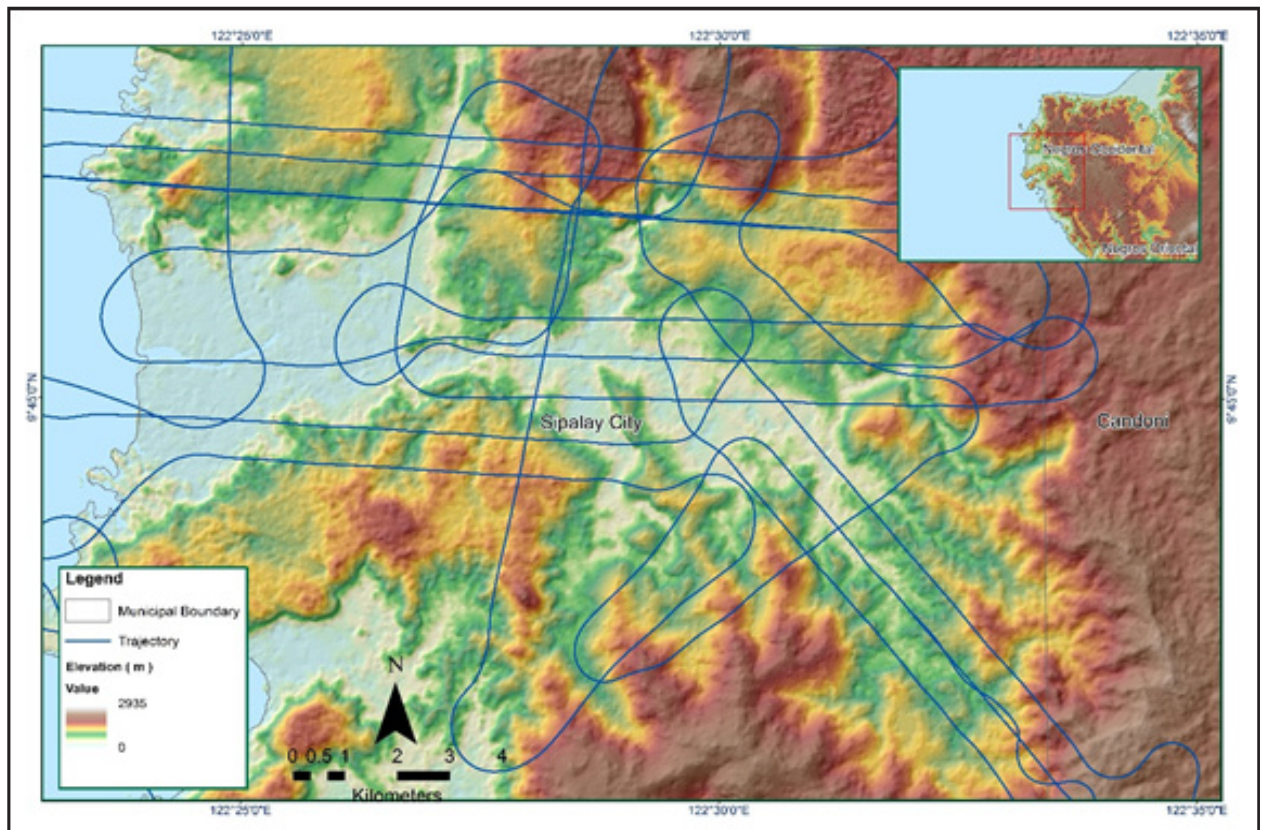 122°25'0"E 122°30'0"E 122°35'0"E
Negros Occidental
Negros Oriental
9°45'0"N 9°45'0"N
Sipalay City
Candoni
Legend
Municipal Boundary
Trajectory
Elevation ( m )
Value
2935
0
N
0 0.5 1 2 3 4
Kilometers
122°25'0"E 122°30'0"E 122°35'0"E